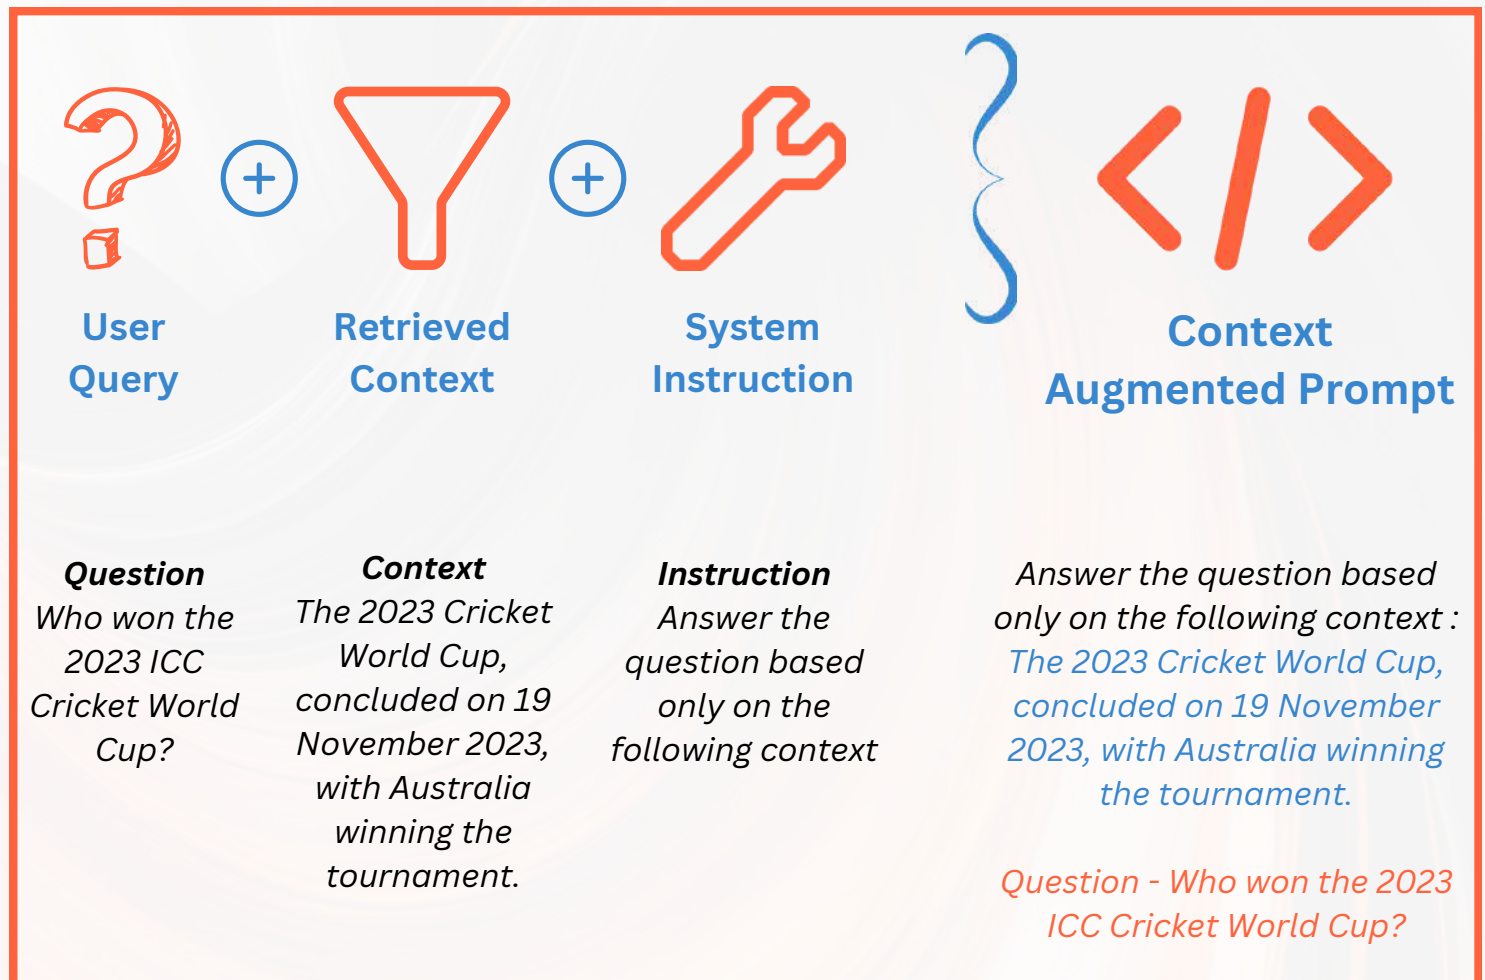 User
Query
Retrieved
Context
System
Instruction
Context
Augmented Prompt
Question
Who won the
2023 ICC
Cricket World
Cup?
Context
The 2023 Cricket
World Cup,
concluded on 19
November 2023,
with Australia
winning the
tournament.
Instruction
Answer the
question based
only on the
following context
Answer the question based
only on the following context :
The 2023 Cricket World Cup,
concluded on 19 November
2023, with Australia winning
the tournament.
Question - Who won the 2023
ICC Cricket World Cup?